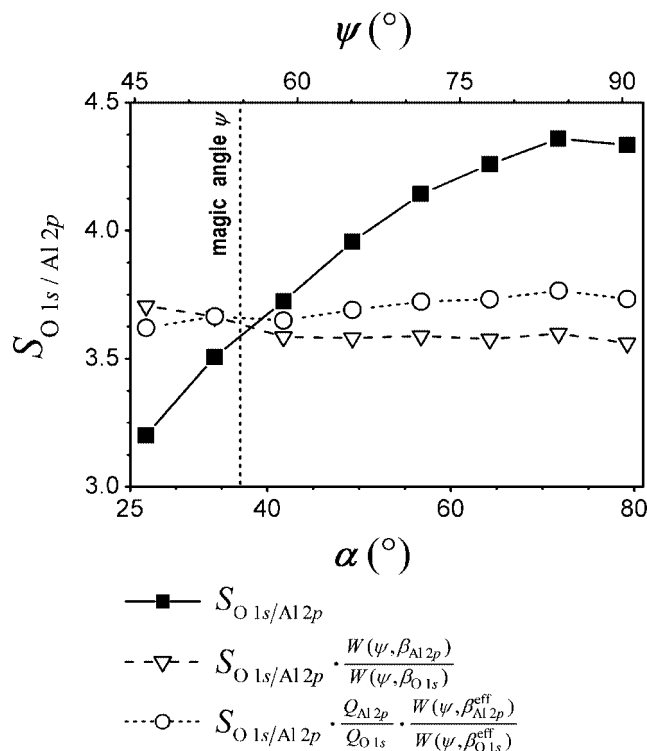 ψ (°)
45 60 75 90
4.5
4.0
3.5
3.0
S O 1s / Al 2p
magic angle ψ
25 40 60 80
α (°)
S O 1s/Al 2p
S O 1s/Al 2p · W(ψ, β Al 2p) / W(ψ, β O 1s)
S O 1s/Al 2p · Q Al 2p / Q O 1s · W(ψ, β eff Al 2p) / W(ψ, β eff O 1s)